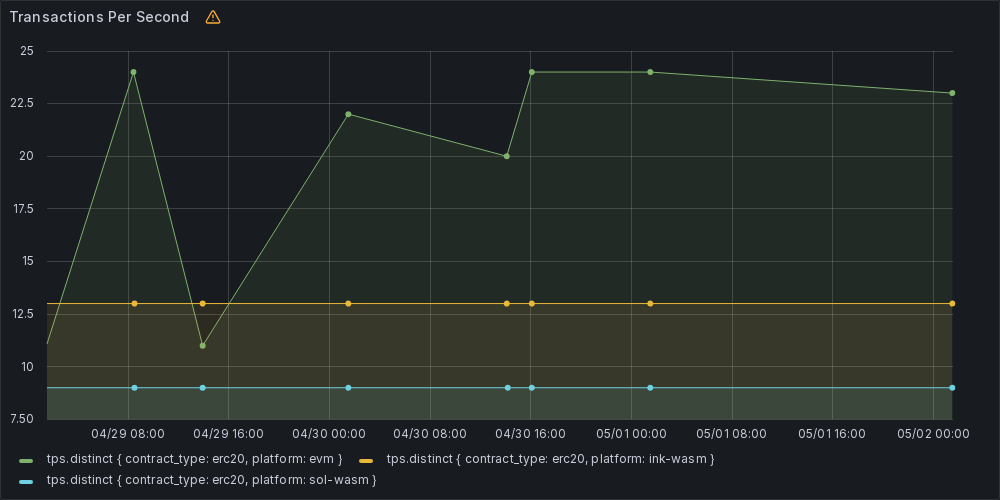 Transactions Per Second
25
22.5
20
17.5
15
12.5
10
7.50
04/29 08:00 04/29 16:00 04/30 00:00 04/30 08:00 04/30 16:00 05/01 00:00 05/01 08:00 05/01 16:00 05/02 00:00
tps.distinct { contract_type: erc20, platform: evm } tps.distinct { contract_type: erc20, platform: ink-wasm }
tps.distinct { contract_type: erc20, platform: sol-wasm }